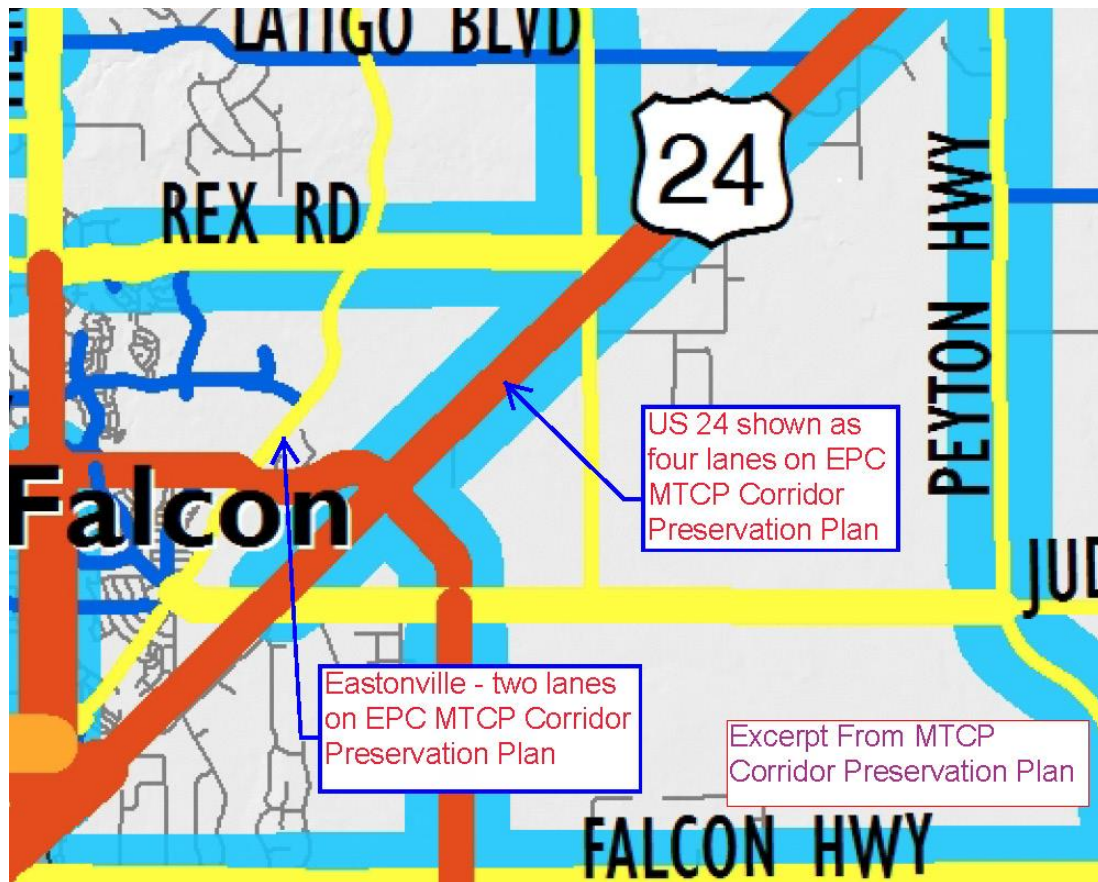 LATIGO BLVD
24
REX RD
PEYTON HWY
US 24 shown as
four lanes on EPC
MTCP Corridor
Preservation Plan
Falcon
JUD
Eastonville - two lanes
on EPC MTCP Corridor
Preservation Plan
Excerpt From MTCP
Corridor Preservation Plan
FALCON HWY